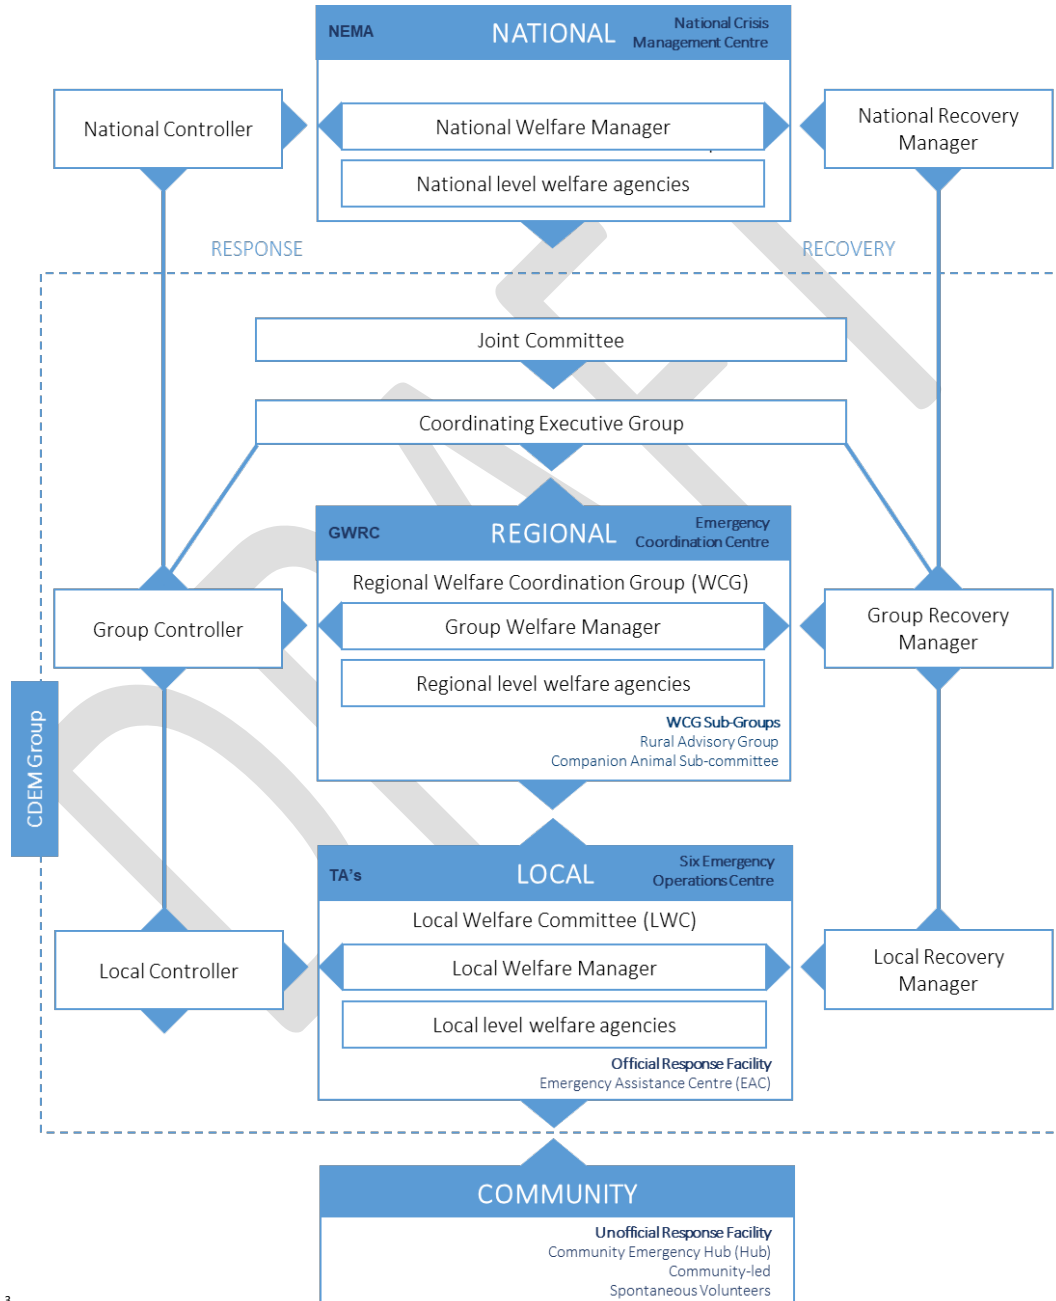 NEMA
NATIONAL
National Crisis
Management Centre
National Controller
National Welfare Manager
National level welfare agencies
National Recovery
Manager
RESPONSE
RECOVERY
Joint Committee
Coordinating Executive Group
GWRC
REGIONAL
Emergency
Coordination Centre
Regional Welfare Coordination Group (WCG)
Group Controller
Group Welfare Manager
Group Recovery
Manager
Regional level welfare agencies
WCG Sub-Groups
Rural Advisory Group
Companion Animal Sub-committee
CDEM Group
TA's
LOCAL
Six Emergency
Operations Centre
Local Welfare Committee (LWC)
Local Controller
Local Welfare Manager
Local Recovery
Manager
Local level welfare agencies
Official Response Facility
Emergency Assistance Centre (EAC)
COMMUNITY
Unofficial Response Facility
Community Emergency Hub (Hub)
Community-led
Spontaneous Volunteers
3
DRAFT